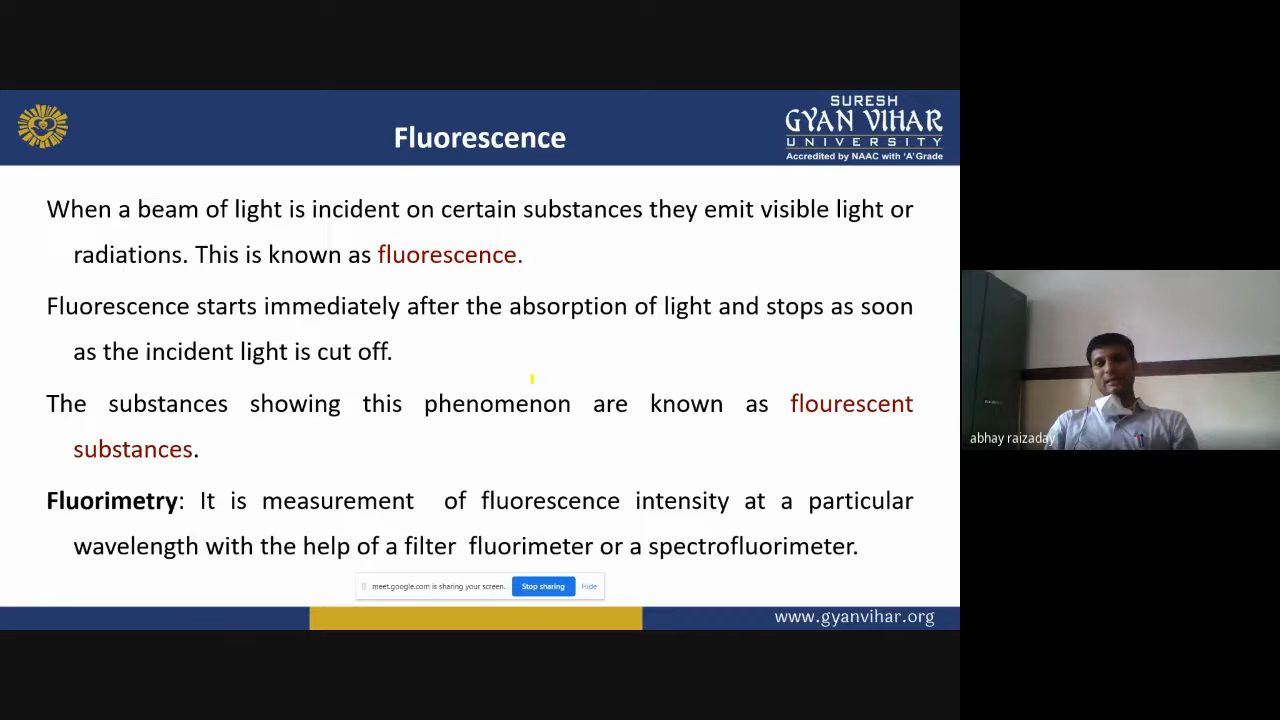 Fluorescence
SURESH
GYAN VIHAR
UNIVERSITY
Accredited by NAAC with 'A' Grade
When a beam of light is incident on certain substances they emit visible light or
radiations. This is known as fluorescence.
Fluorescence starts immediately after the absorption of light and stops as soon
as the incident light is cut off.
The substances showing this phenomenon are known as flourescent
substances.
Fluorimetry: It is measurement of fluorescence intensity at a particular
wavelength with the help of a filter fluorimeter or a spectrofluorimeter.
meet.google.com is sharing your screen. Stop sharing Hide
www.gyanvihar.org
abhay raizaday